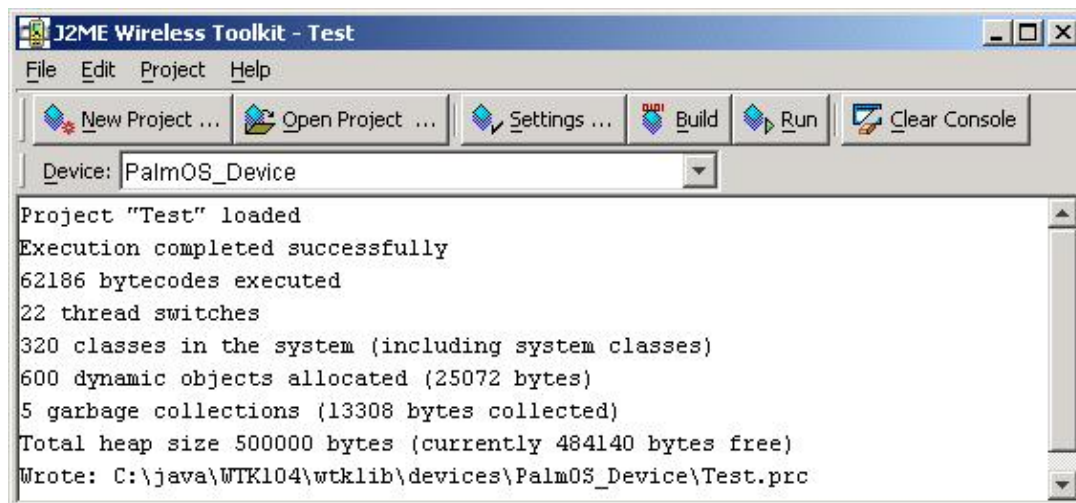 J2ME Wireless Toolkit - Test
File Edit Project Help
New Project ... Open Project ... Settings ... Build Run Clear Console
Device: PalmOS_Device
Project "Test" loaded
Execution completed successfully
62186 bytecodes executed
22 thread switches
320 classes in the system (including system classes)
600 dynamic objects allocated (25072 bytes)
5 garbage collections (13308 bytes collected)
Total heap size 500000 bytes (currently 484140 bytes free)
Wrote: C:\java\WTK104\wtklib\devices\PalmOS_Device\Test.prc